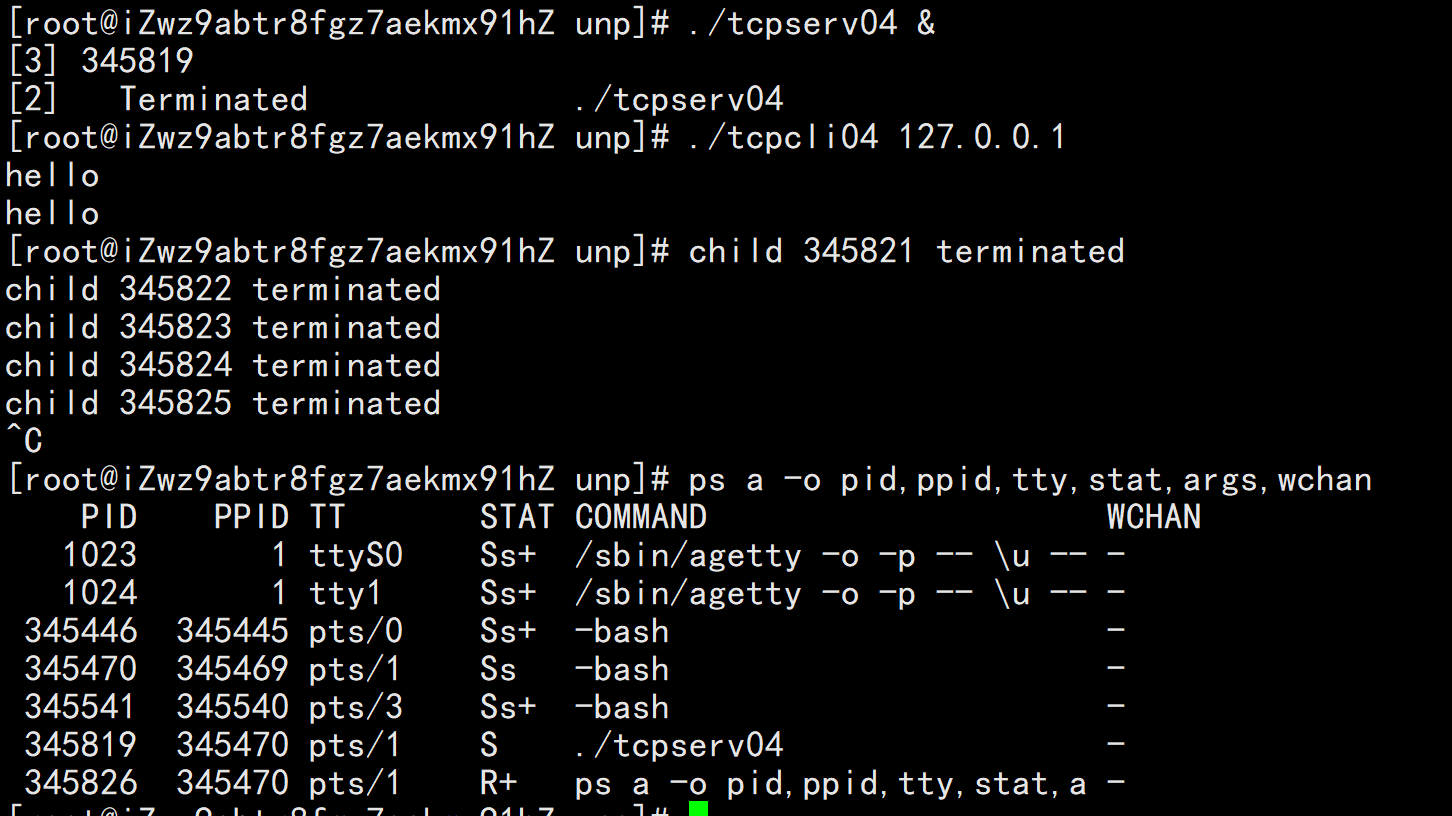 [root@iZwz9abtr8fgz7aekmx91hZ unp]# ./tcpserv04 &
[3] 345819
[2]   Terminated              ./tcpserv04
[root@iZwz9abtr8fgz7aekmx91hZ unp]# ./tcpcli04 127.0.0.1
hello
hello
[root@iZwz9abtr8fgz7aekmx91hZ unp]# child 345821 terminated
child 345822 terminated
child 345823 terminated
child 345824 terminated
child 345825 terminated
^C
[root@iZwz9abtr8fgz7aekmx91hZ unp]# ps a -o pid,ppid,tty,stat,args,wchan
    PID    PPID TT       STAT COMMAND                     WCHAN
   1023       1 ttyS0    Ss+  /sbin/agetty -o -p -- \u -- -
   1024       1 tty1     Ss+  /sbin/agetty -o -p -- \u -- -
 345446  345445 pts/0    Ss+  -bash                       -
 345470  345469 pts/1    Ss   -bash                       -
 345541  345540 pts/3    Ss+  -bash                       -
 345819  345470 pts/1    S    ./tcpserv04                 -
 345826  345470 pts/1    R+   ps a -o pid,ppid,tty,stat,a -